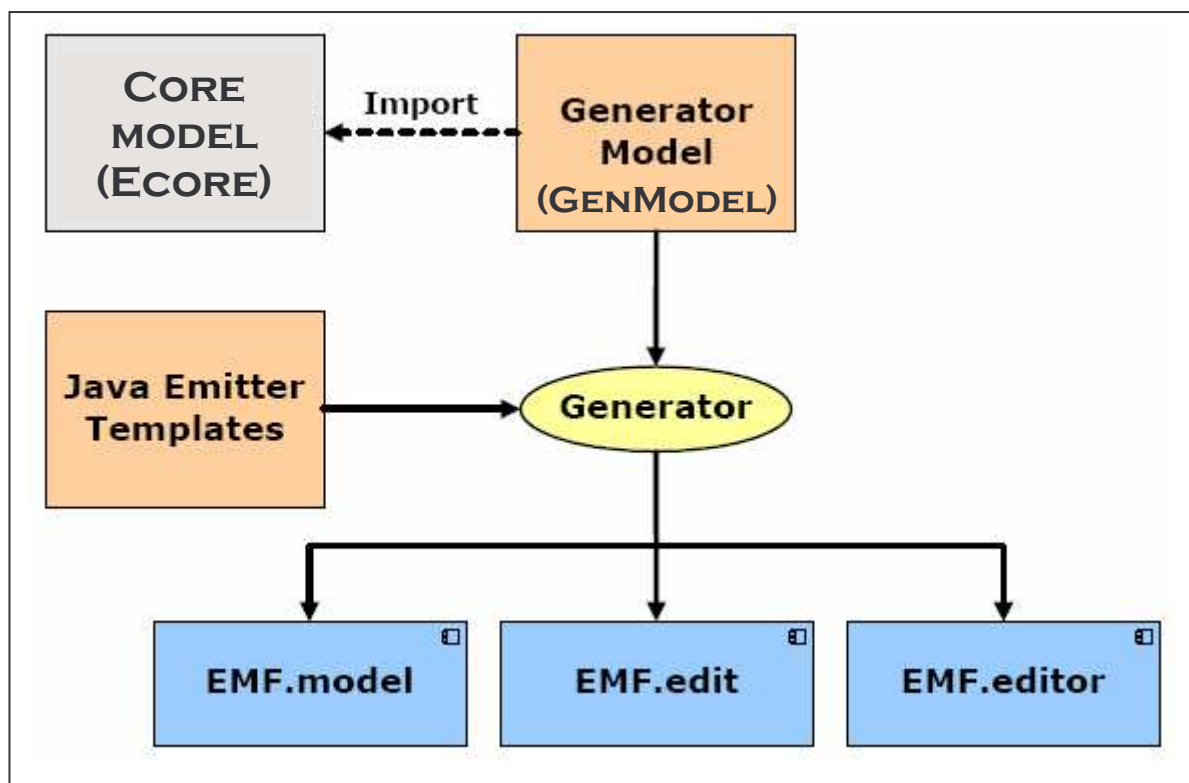 CORE
MODEL
(ECORE)
Import
Generator
Model
(GENMODEL)
Java Emitter
Templates
Generator
EMF.model
EMF.edit
EMF.editor